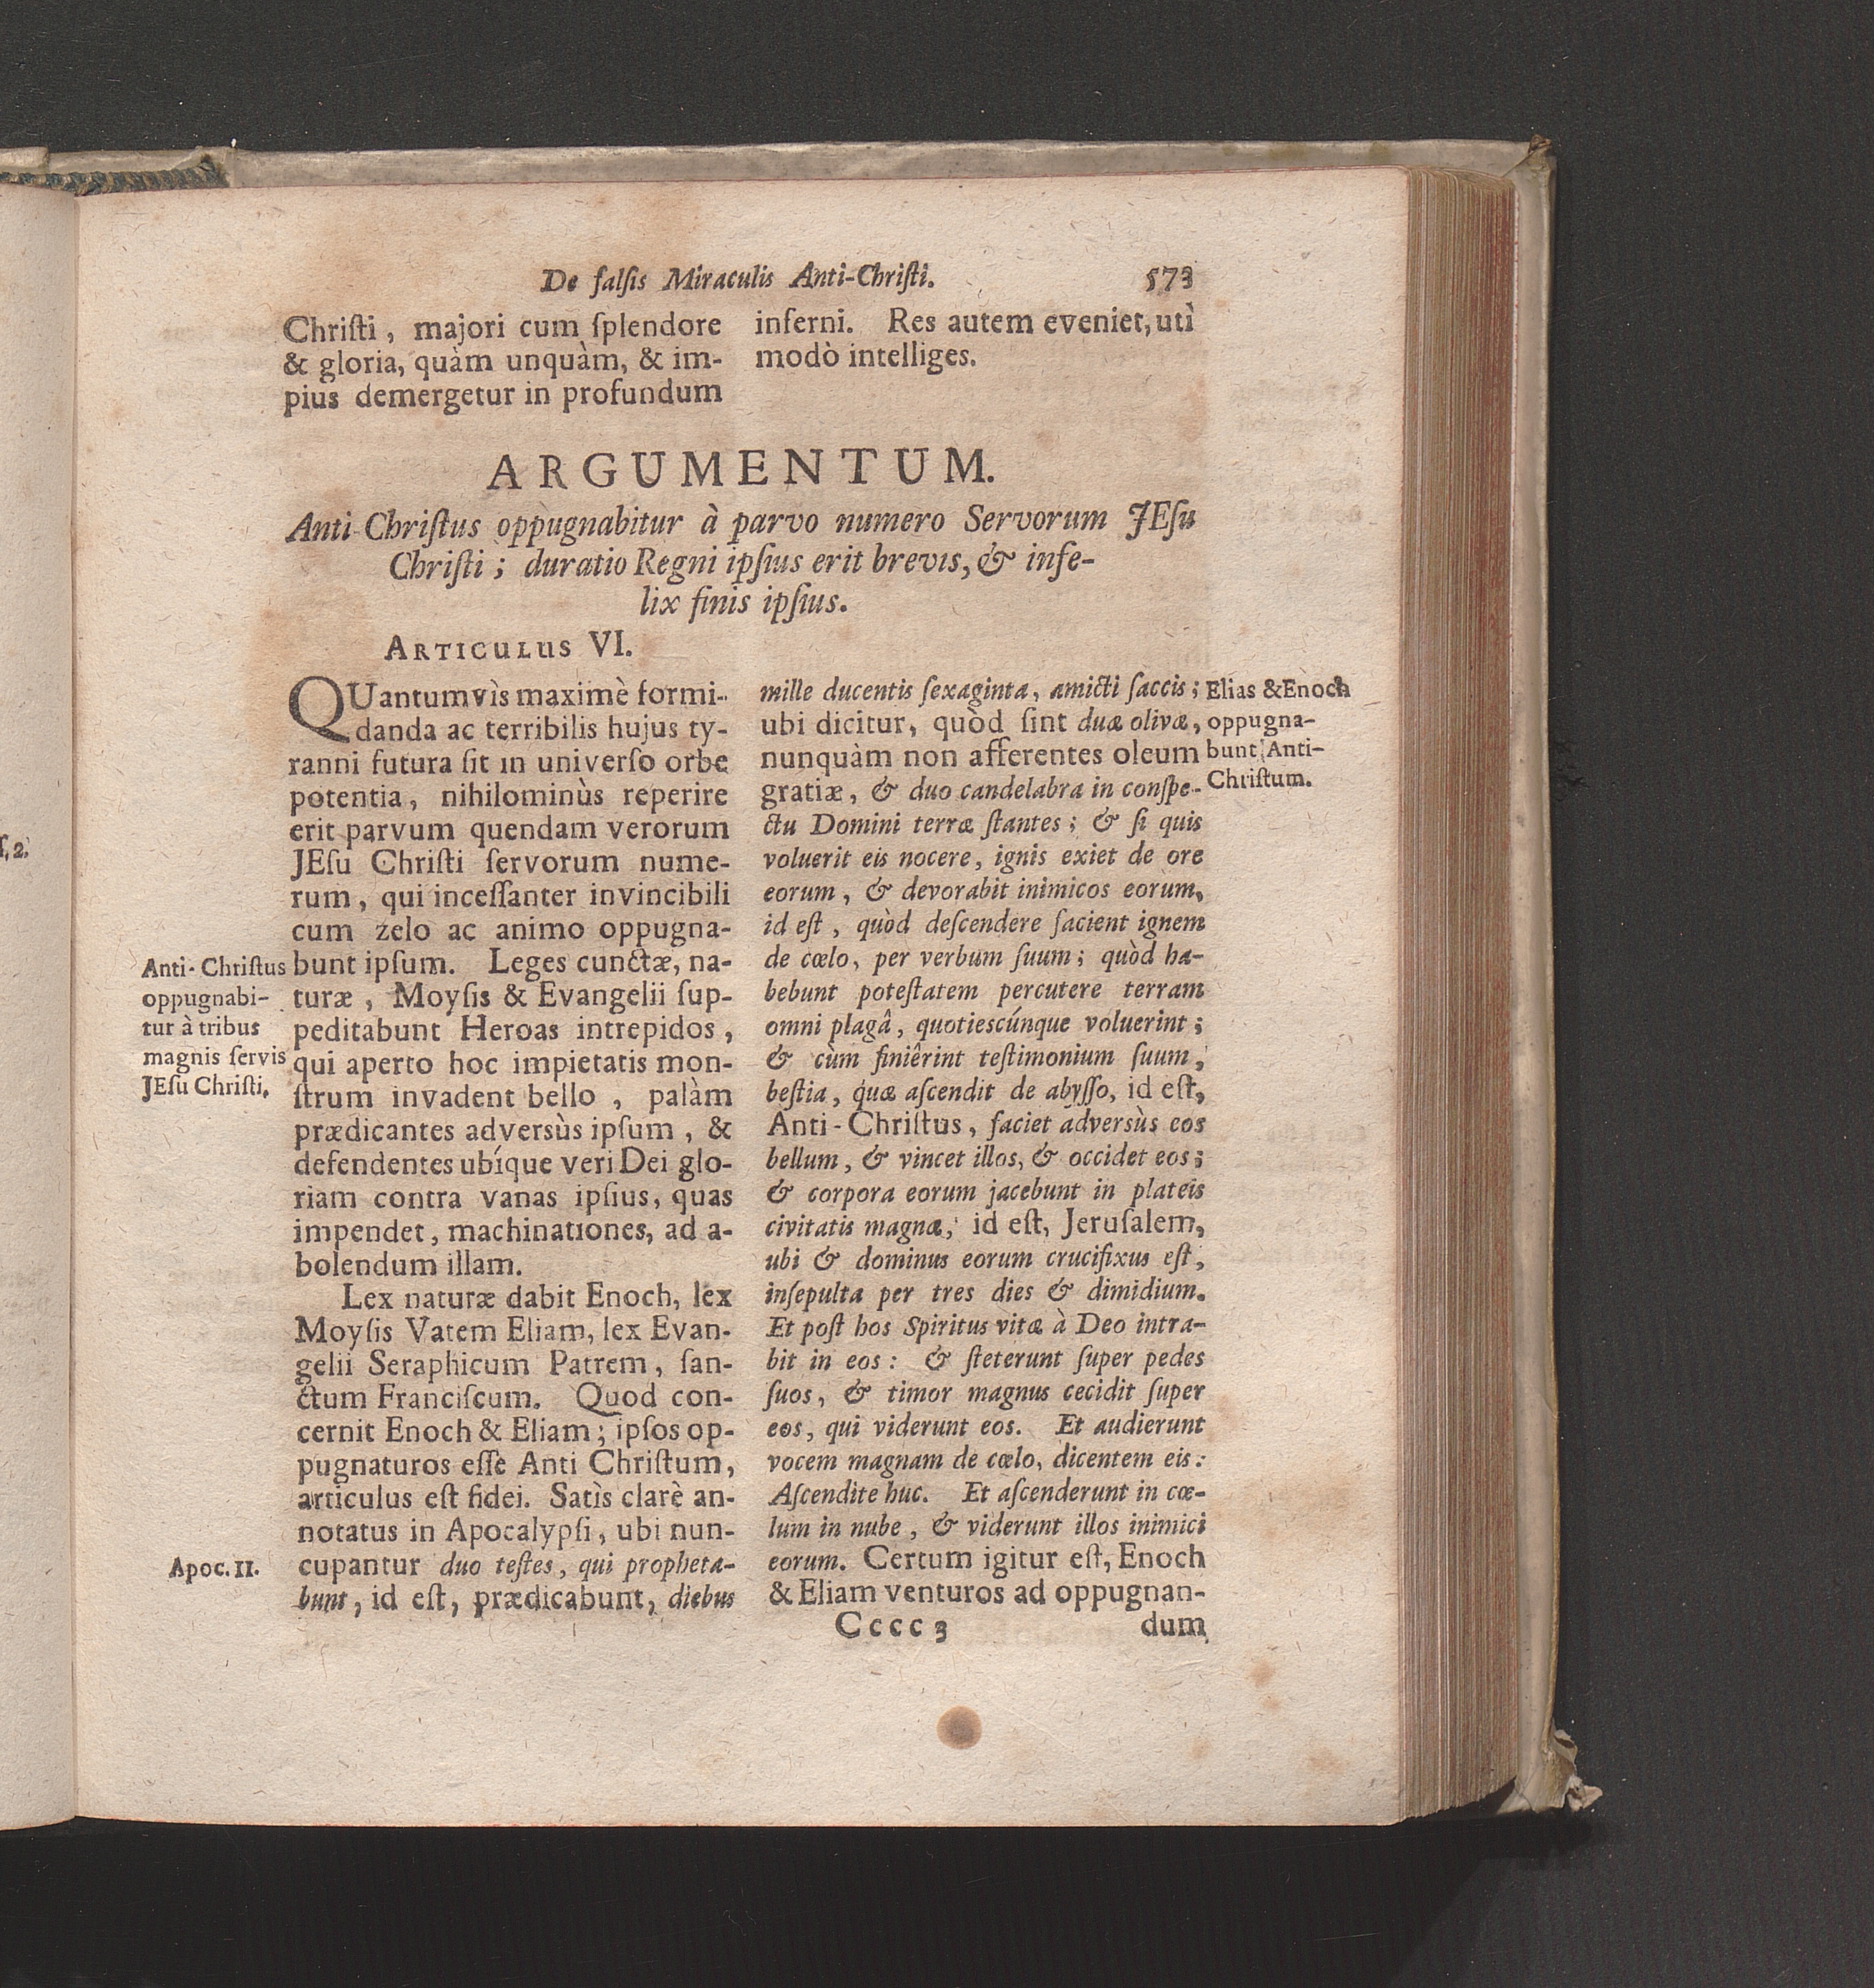 De falſis Miraculis Anti-Chriſti. 573
Chriſti, majori cum ſplendore
& gloria, quàm unquàm, & im-
pius demergetur in profundum
inferni. Res autem eveniet, utì
modò intelliges.
ARGUMENTUM.
Anti-Chriſtus oppugnabitur à parvo numero Servorum JEſu
Chriſti; duratio Regni ipſius erit brevis, & infe-
lix finis ipſius.
ARTICULUS VI.
QUantumvìs maximè formi-
danda ac terribilis hujus ty-
ranni futura ſit in univerſo orbe
potentia, nihilominùs reperire
erit parvum quendam verorum
JEſu Chriſti ſervorum nume-
rum, qui inceſſanter invincibili
cum zelo ac animo oppugna-
bunt ipſum. Leges cunctæ, na-
turæ, Moyſis & Evangelii ſup-
peditabunt Heroas intrepidos,
qui aperto hoc impietatis mon-
ſtrum invadent bello, palàm
prædicantes adversùs ipſum, &
defendentes ubíque veri Dei glo-
riam contra vanas ipſius, quas
impendet, machinationes, ad a-
bolendum illam.
Lex naturæ dabit Enoch, lex
Moyſis Vatem Eliam, lex Evan-
gelii Seraphicum Patrem, ſan-
ctum Franciſcum. Quod con-
cernit Enoch & Eliam; ipſos op-
pugnaturos eſſe Anti Chriſtum,
articulus eſt fidei. Satìs clarè an-
notatus in Apocalypſi, ubi nun-
cupantur duo teſtes, qui propheta-
bunt, id eſt, prædicabunt, diebus
Anti-Chriſtus
oppugnabi-
tur à tribus
magnis ſervis
JEſu Chriſti.
Apoc. 11.
mille ducentis ſexaginta, amicti ſaccis;
ubi dicitur, quòd ſint duæ olivæ,
nunquàm non afferentes oleum
gratiæ, & duo candelabra in conſpe-
ctu Domini terræ ſtantes; & ſi quis
voluerit eis nocere, ignis exiet de ore
eorum, & devorabit inimicos eorum,
id eſt, quòd deſcendere facient ignem
de cœlo, per verbum ſuum; quòd ha-
bebunt poteſtatem percutere terram
omni plagâ, quotieſcúnque voluerint;
& cùm finiêrint teſtimonium ſuum,
beſtia, quæ aſcendit de abyſſo, id eſt,
Anti-Chriſtus, faciet adversùs eos
bellum, & vincet illos, & occidet eos;
& corpora eorum jacebunt in plateis
civitatis magnæ, id eſt, Jeruſalem,
ubi & dominus eorum crucifixus eſt,
inſepulta per tres dies & dimidium.
Et poſt hos Spiritus vitæ à Deo intra-
bit in eos: & ſteterunt ſuper pedes
ſuos, & timor magnus cecidit ſuper
eos, qui viderunt eos. Et audierunt
vocem magnam de cœlo, dicentem eis:
Aſcendite huc. Et aſcenderunt in cœ-
lum in nube, & viderunt illos inimici
eorum. Certum igitur eſt, Enoch
& Eliam venturos ad oppugnan-
Elias & Enoch
oppugna-
bunt Anti-
Chriſtum.
Cccc 3 dum